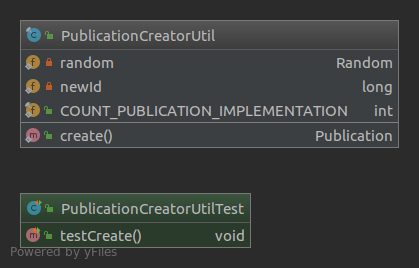 PublicationCreatorUtil
random Random
newId long
COUNT_PUBLICATION_IMPLEMENTATION int
create() Publication
PublicationCreatorUtilTest
testCreate() void
Powered by yFiles